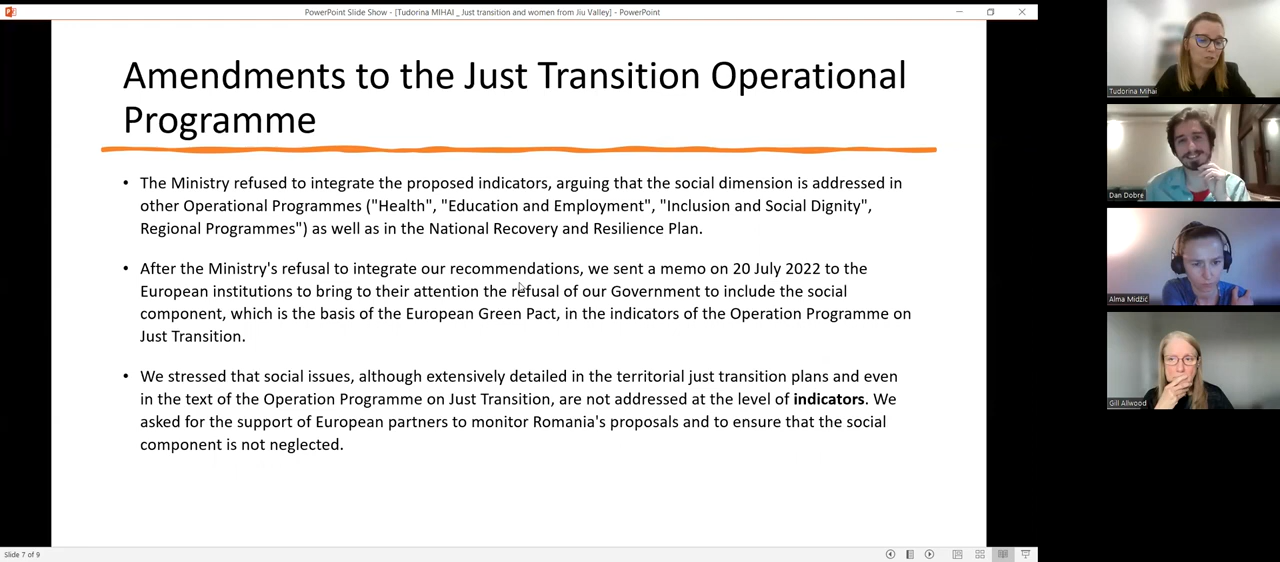 PowerPoint Slide Show - [Tudorina MIHAI _ Just transition and women from Jiu Valley] - PowerPoint
Amendments to the Just Transition Operational
Programme
• The Ministry refused to integrate the proposed indicators, arguing that the social dimension is addressed in
other Operational Programmes ("Health", "Education and Employment", "Inclusion and Social Dignity",
Regional Programmes") as well as in the National Recovery and Resilience Plan.
• After the Ministry's refusal to integrate our recommendations, we sent a memo on 20 July 2022 to the
European institutions to bring to their attention the refusal of our Government to include the social
component, which is the basis of the European Green Pact, in the indicators of the Operation Programme on
Just Transition.
• We stressed that social issues, although extensively detailed in the territorial just transition plans and even
in the text of the Operation Programme on Just Transition, are not addressed at the level of indicators. We
asked for the support of European partners to monitor Romania's proposals and to ensure that the social
component is not neglected.
Slide 7 of 9
Tudorina Mihai
Dan Dobre
Alma Midžić
Gill Allwood